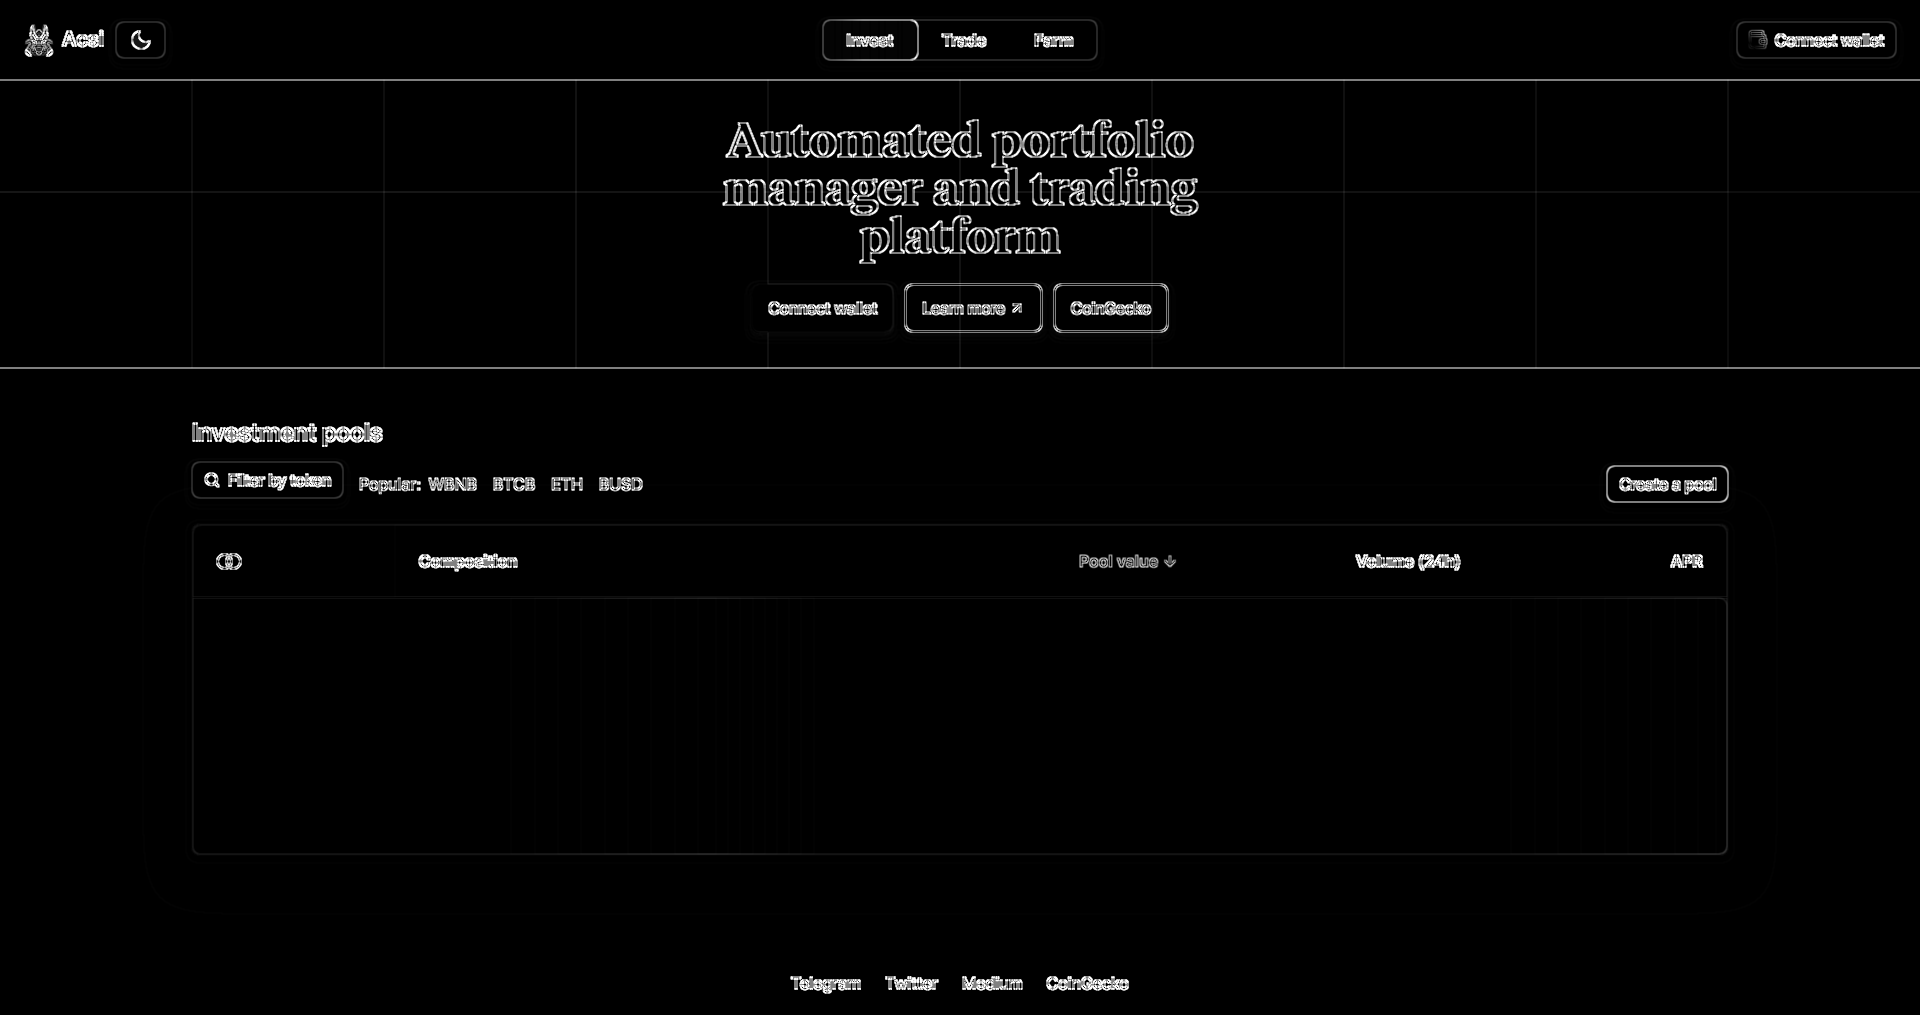 Acsi
Invest Trade Farm
Connect wallet
Automated portfolio
manager and trading
platform
Connect wallet Learn more CoinGecko
Investment pools
Filter by token Popular: WBNB BTCB ETH BUSD Create a pool
Composition Pool value Volume (24h) APR
Telegram Twitter Medium CoinGecko